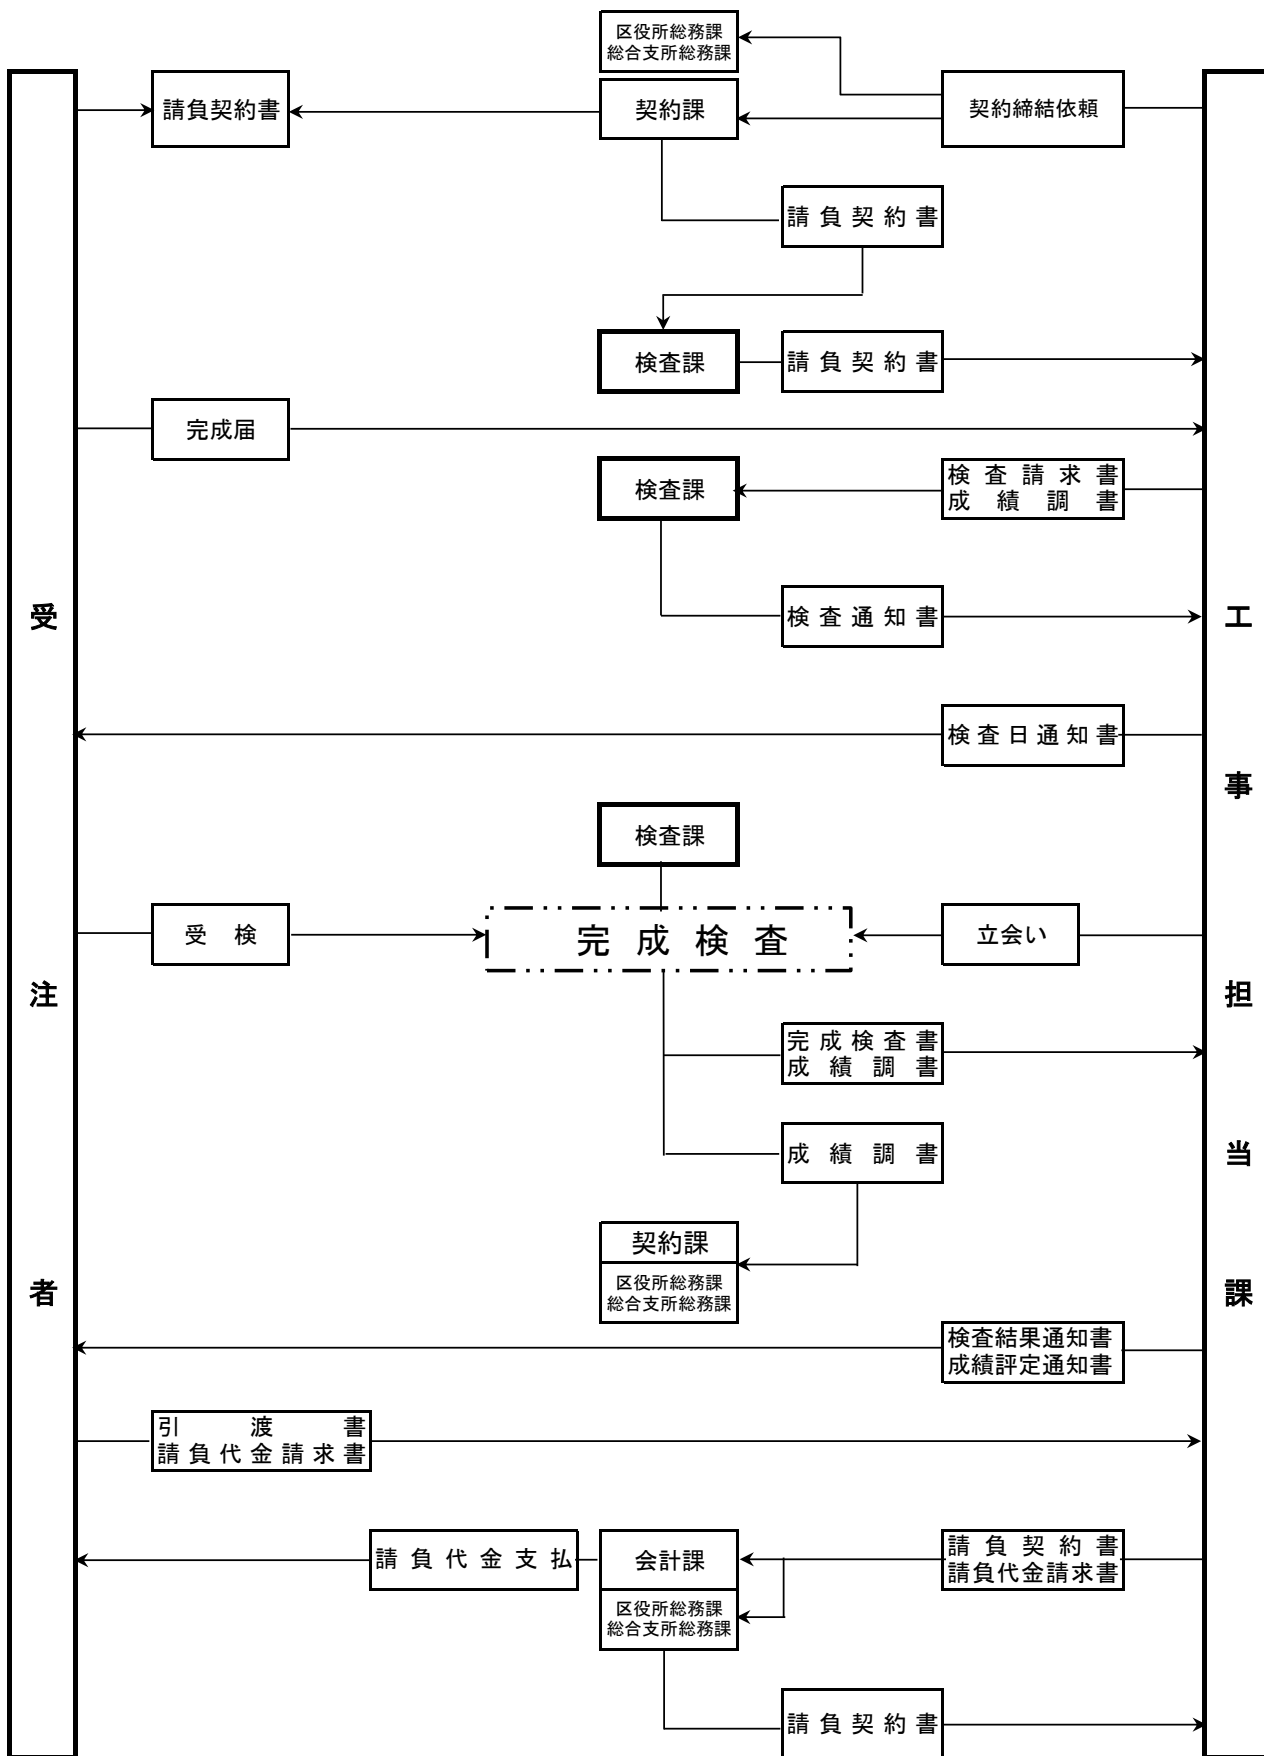 区役所総務課
総合支所総務課
請負契約書
契約課
契約締結依頼
請負契約書
検査課
請負契約書
完成届
検査課
検査請求書
成績調書
検査通知書
検査日通知書
検査課
受検
完成検査
立会い
完成検査書
成績調書
成績調書
契約課
区役所総務課
総合支所総務課
検査結果通知書
成績評定通知書
引渡書
請負代金請求書
請負代金支払
会計課
請負契約書
請負代金請求書
区役所総務課
総合支所総務課
請負契約書
受注者
工事担当課